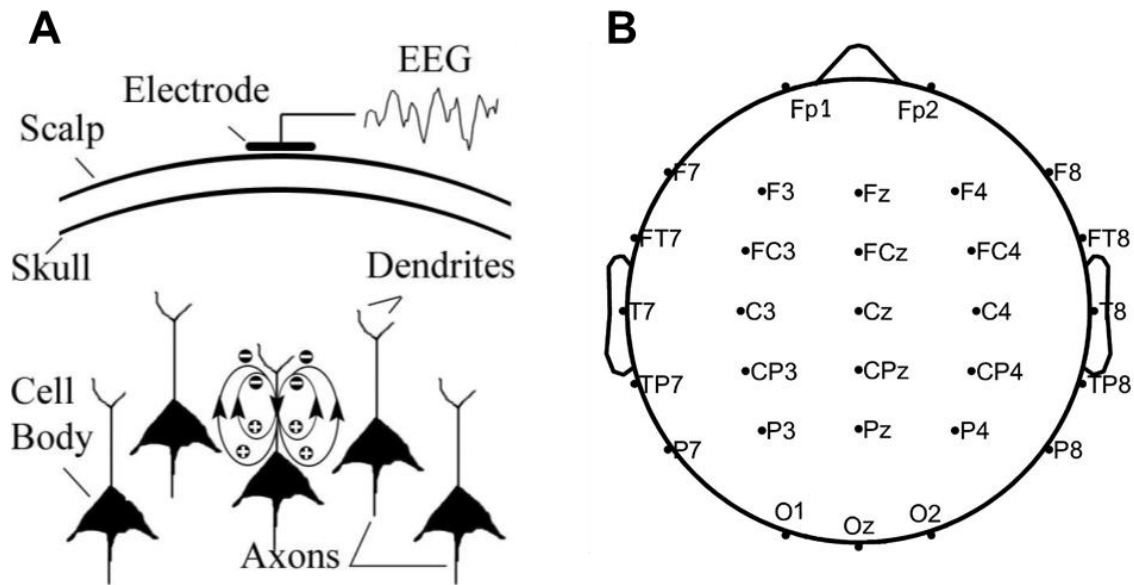 A
EEG
Electrode
Scalp
Skull
Dendrites
Cell
Body
Axons
B
Fp1 Fp2
F7 F3 Fz F4 F8
FT7 FC3 FCz FC4 FT8
T7 C3 Cz C4 T8
TP7 CP3 CPz CP4 TP8
P7 P3 Pz P4 P8
O1 Oz O2